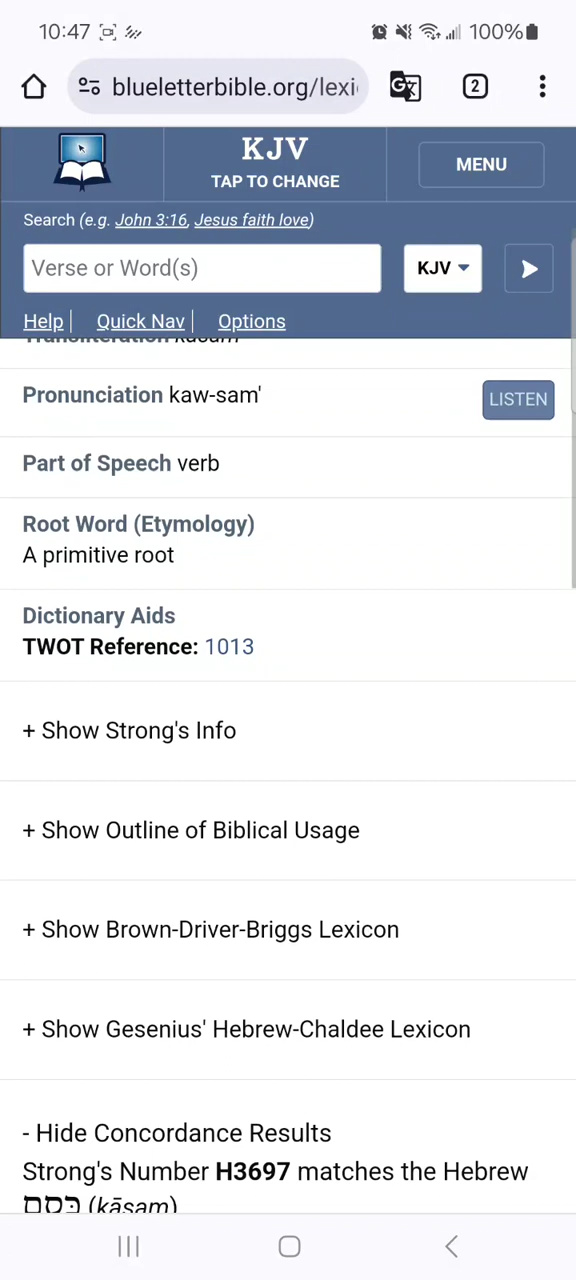 10:47 100%
blueletterbible.org/lexi 2
KJV
TAP TO CHANGE
MENU
Search (e.g. John 3:16, Jesus faith love)
Verse or Word(s) KJV
Help Quick Nav Options
Transliteration kāsam
Pronunciation kaw-sam' LISTEN
Part of Speech verb
Root Word (Etymology)
A primitive root
Dictionary Aids
TWOT Reference: 1013
+ Show Strong's Info
+ Show Outline of Biblical Usage
+ Show Brown-Driver-Briggs Lexicon
+ Show Gesenius' Hebrew-Chaldee Lexicon
- Hide Concordance Results
Strong's Number H3697 matches the Hebrew
כָּסַם (kāsam)